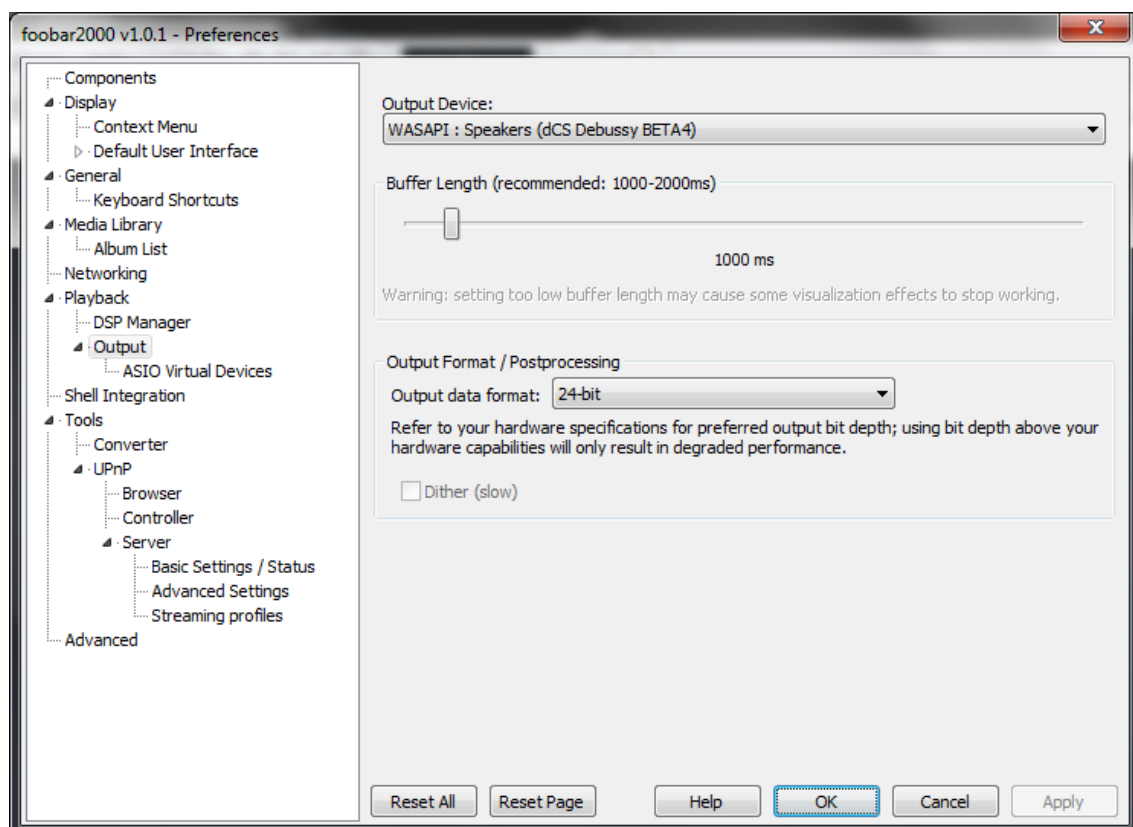 foobar2000 v1.0.1 - Preferences
Components
Display
Context Menu
Default User Interface
General
Keyboard Shortcuts
Media Library
Album List
Networking
Playback
DSP Manager
Output
ASIO Virtual Devices
Shell Integration
Tools
Converter
UPnP
Browser
Controller
Server
Basic Settings / Status
Advanced Settings
Streaming profiles
Advanced
Output Device:
WASAPI : Speakers (dCS Debussy BETA4)
Buffer Length (recommended: 1000-2000ms)
1000 ms
Warning: setting too low buffer length may cause some visualization effects to stop working.
Output Format / Postprocessing
Output data format: 24-bit
Refer to your hardware specifications for preferred output bit depth; using bit depth above your
hardware capabilities will only result in degraded performance.
Dither (slow)
Reset All Reset Page Help OK Cancel Apply